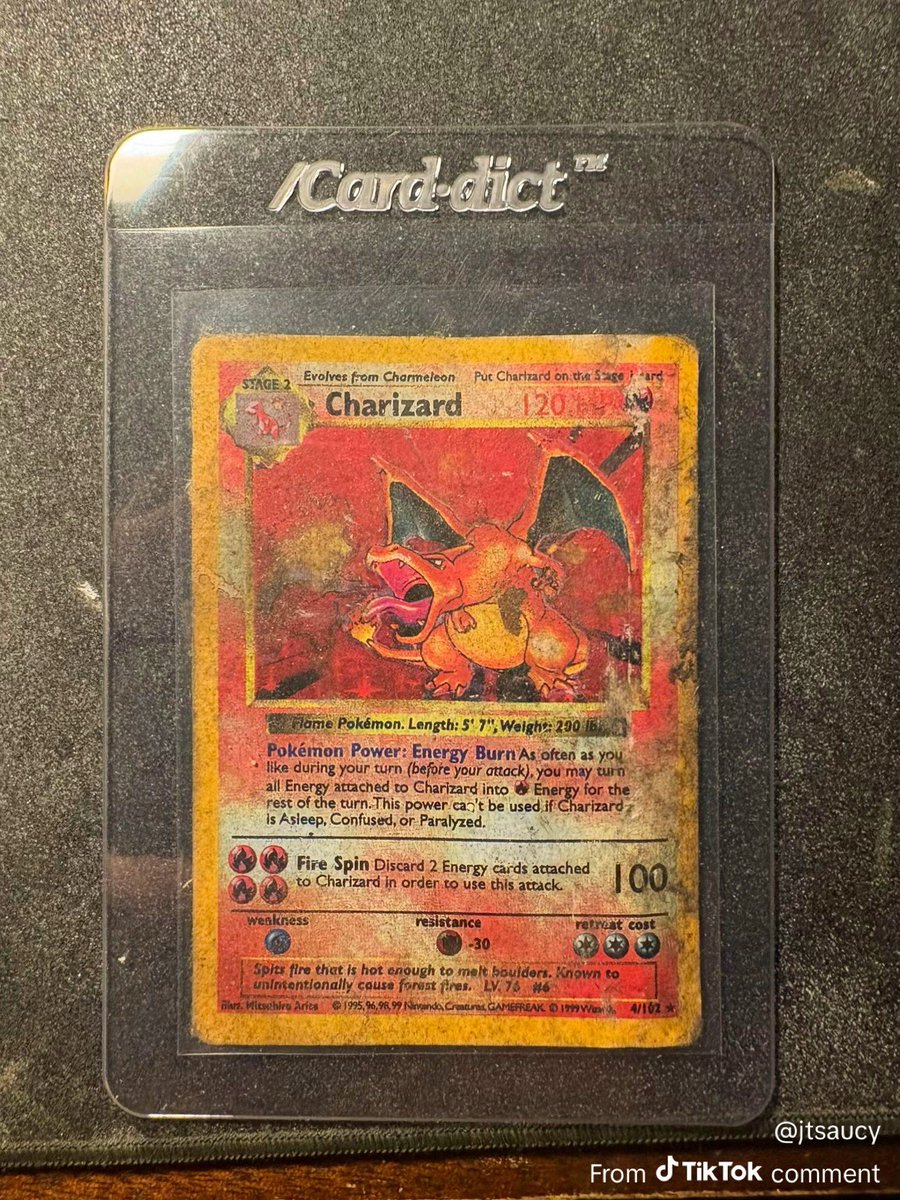 /Card·dict™
STAGE 2 Evolves from Charmeleon Put Charizard on the Stage
Charizard 120
Flame Pokémon. Length: 5' 7", Weight: 290 lb
Pokémon Power: Energy Burn As often as you
like during your turn (before your attack), you may turn
all Energy attached to Charizard into Energy for the
rest of the turn. This power can't be used if Charizard
is Asleep, Confused, or Paralyzed.
Fire Spin Discard 2 Energy cards attached
to Charizard in order to use this attack. 100
weakness resistance retreat cost
-30
Spits fire that is hot enough to melt boulders. Known to
unintentionally cause forest fires. LV. 76 #6
Illus. Mitsuhiro Arita ©1995, 96, 98, 99 Nintendo, Creatures, GAMEFREAK. ©1999 Wizards. 4/102 ★
@jtsaucy
From TikTok comment